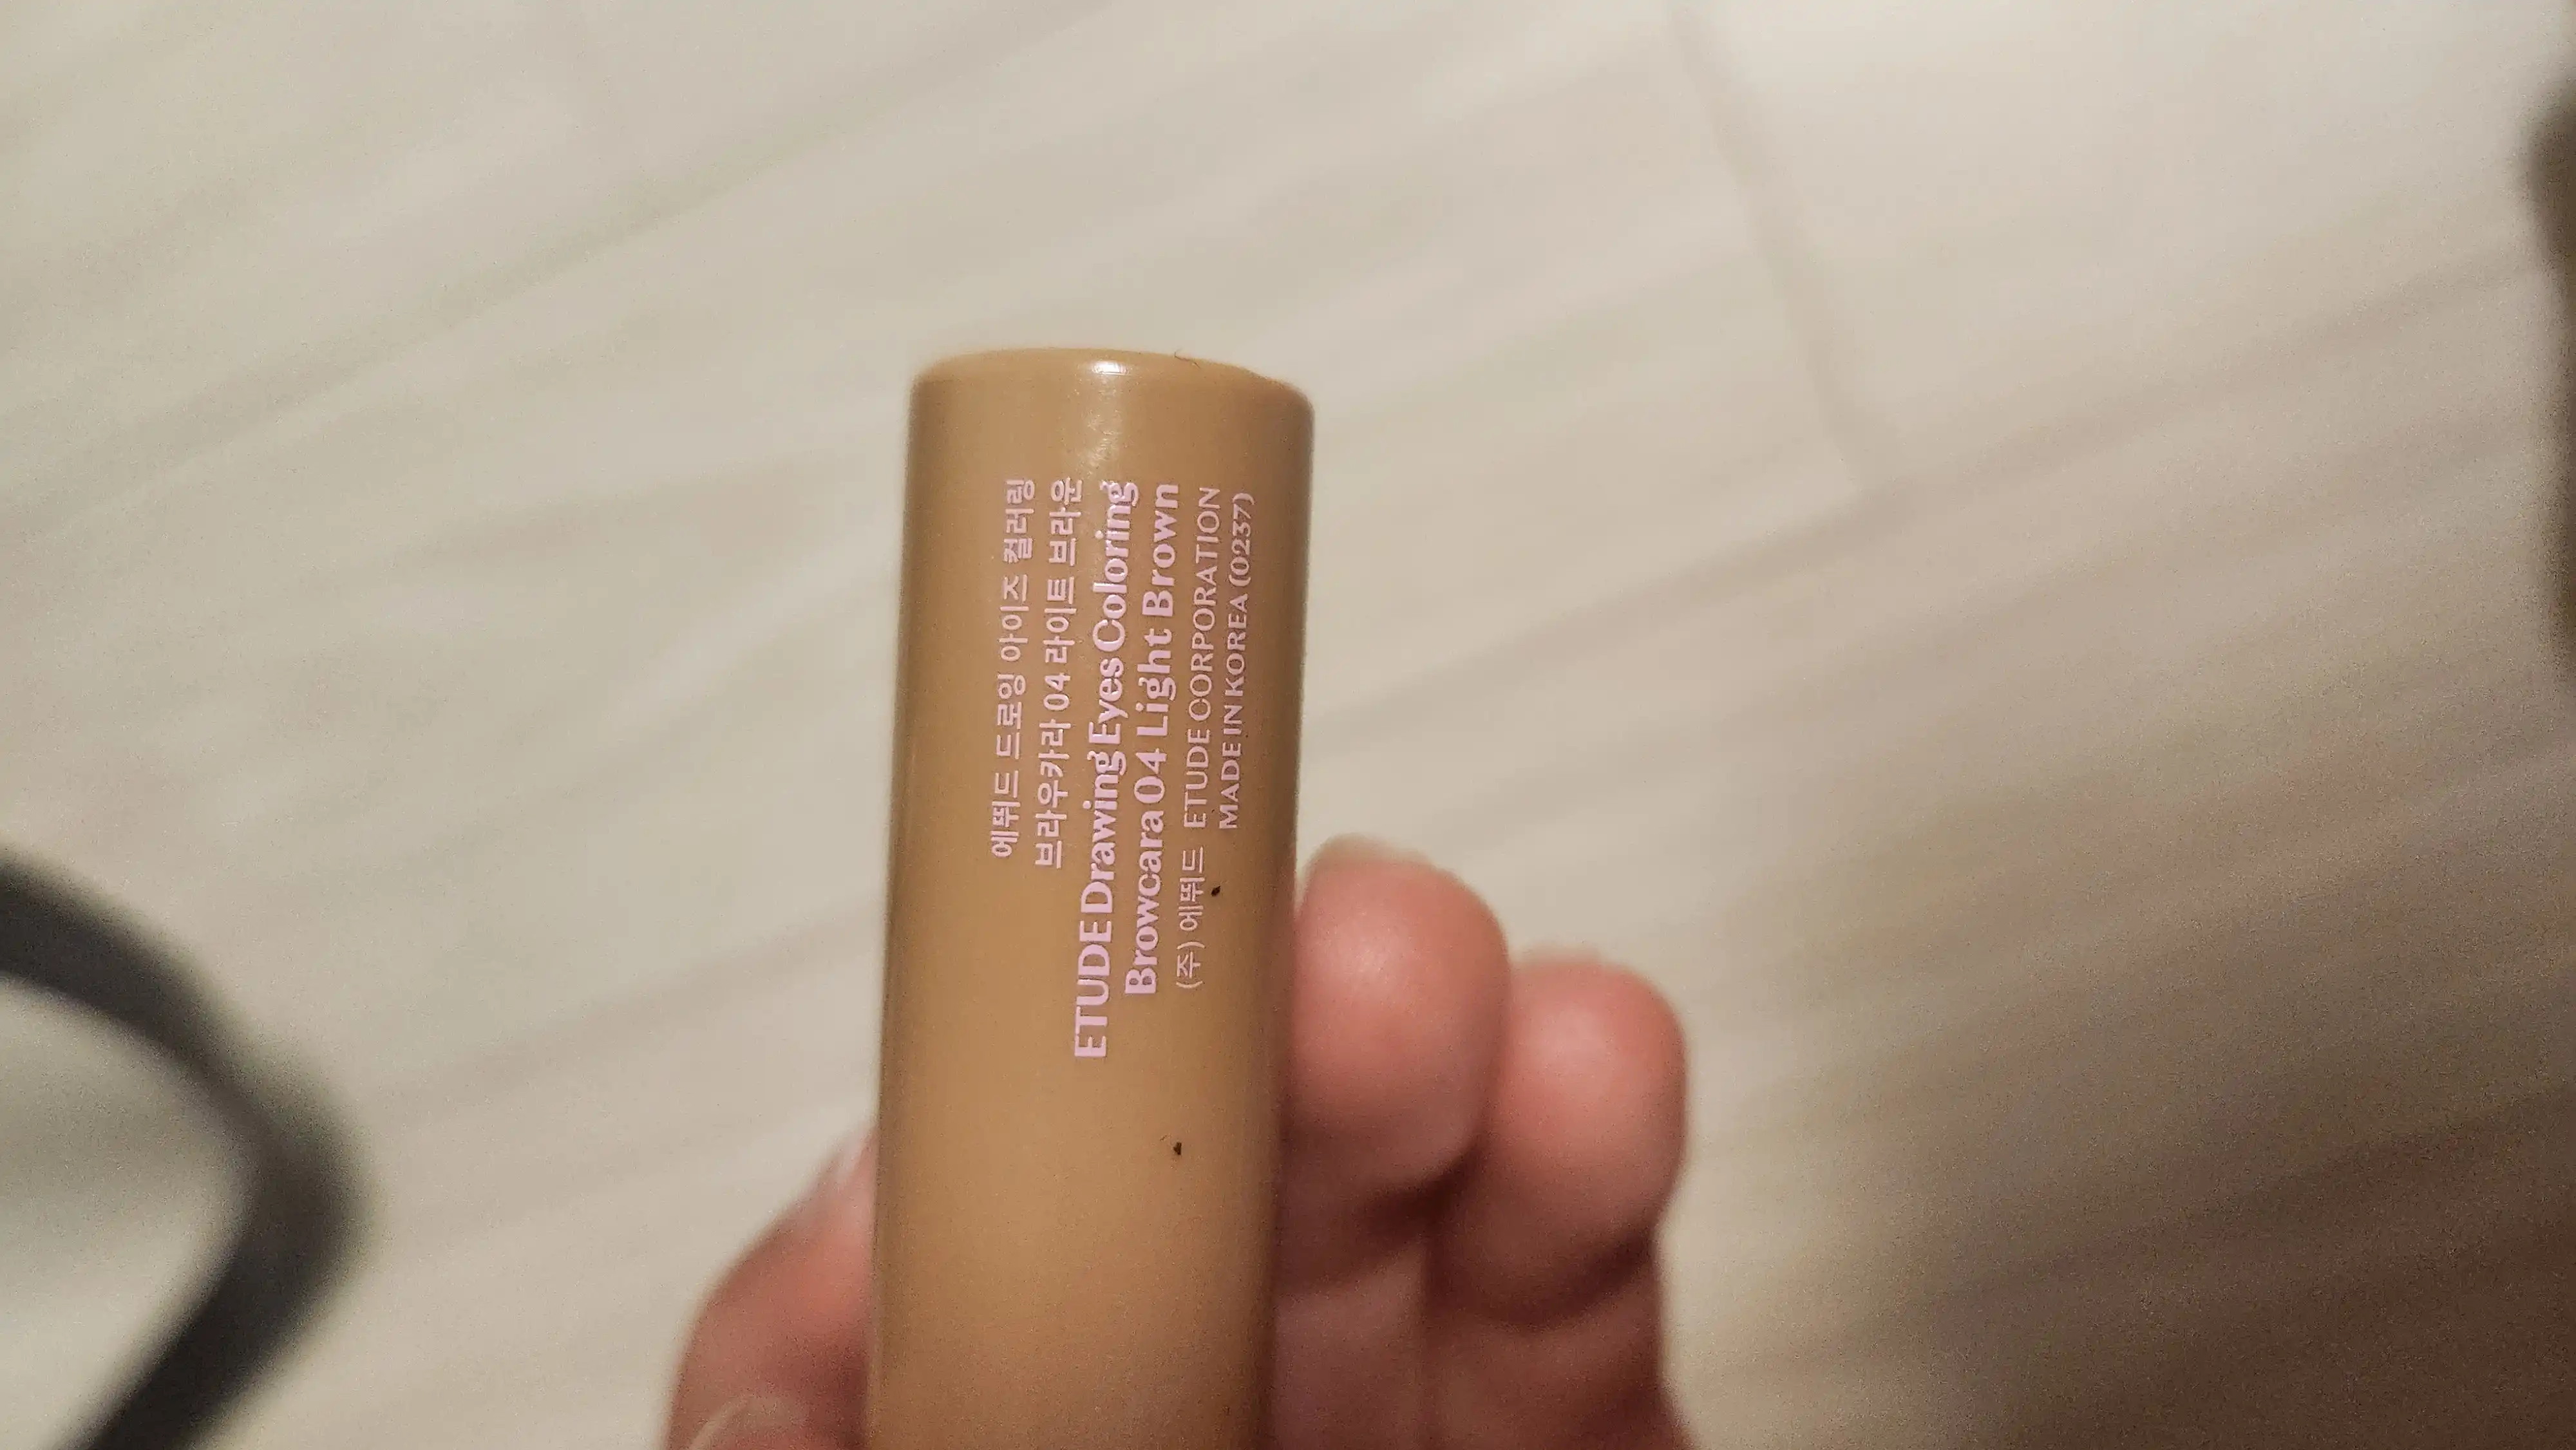 에뛰드 드로잉 아이즈 컬러링
브라우카라 04 라이트 브라운
ETUDE Drawing Eyes Coloring
Browcara 04 Light Brown
(주) 에뛰드 ETUDE CORPORATION
MADE IN KOREA (0237)